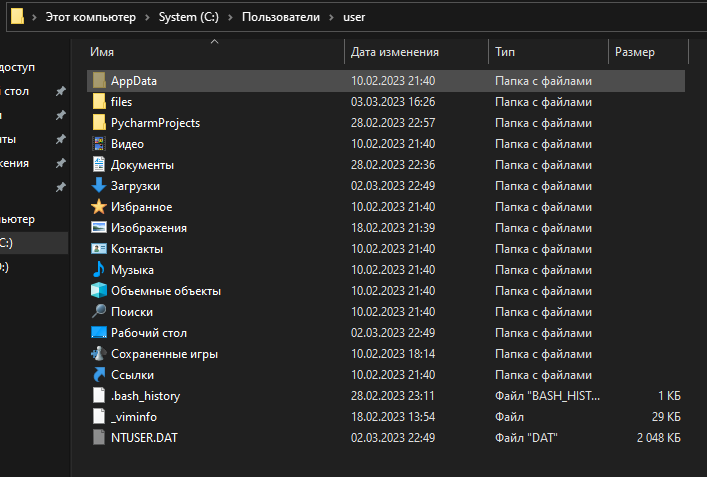 Этот компьютер System (C:) Пользователи user
Имя Дата изменения Тип Размер
доступ
стол
ты
жения
ьютер
C:)
:)
AppData 10.02.2023 21:40 Папка с файлами
files 03.03.2023 16:26 Папка с файлами
PycharmProjects 28.02.2023 22:57 Папка с файлами
Видео 10.02.2023 21:40 Папка с файлами
Документы 28.02.2023 22:36 Папка с файлами
Загрузки 02.03.2023 22:49 Папка с файлами
Избранное 10.02.2023 21:40 Папка с файлами
Изображения 18.02.2023 21:39 Папка с файлами
Контакты 10.02.2023 21:40 Папка с файлами
Музыка 10.02.2023 21:40 Папка с файлами
Объемные объекты 10.02.2023 21:40 Папка с файлами
Поиски 10.02.2023 21:40 Папка с файлами
Рабочий стол 02.03.2023 22:49 Папка с файлами
Сохраненные игры 10.02.2023 18:14 Папка с файлами
Ссылки 10.02.2023 21:40 Папка с файлами
.bash_history 28.02.2023 23:11 Файл "BASH_HIST... 1 КБ
_viminfo 18.02.2023 13:54 Файл 29 КБ
NTUSER.DAT 02.03.2023 22:49 Файл "DAT" 2 048 КБ